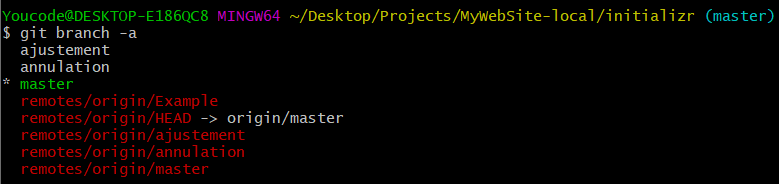 Youcode@DESKTOP-E186QC8 MINGW64 ~/Desktop/Projects/MyWebSite-local/initializr (master)
$ git branch -a
  ajustement
  annulation
* master
  remotes/origin/Example
  remotes/origin/HEAD -> origin/master
  remotes/origin/ajustement
  remotes/origin/annulation
  remotes/origin/master